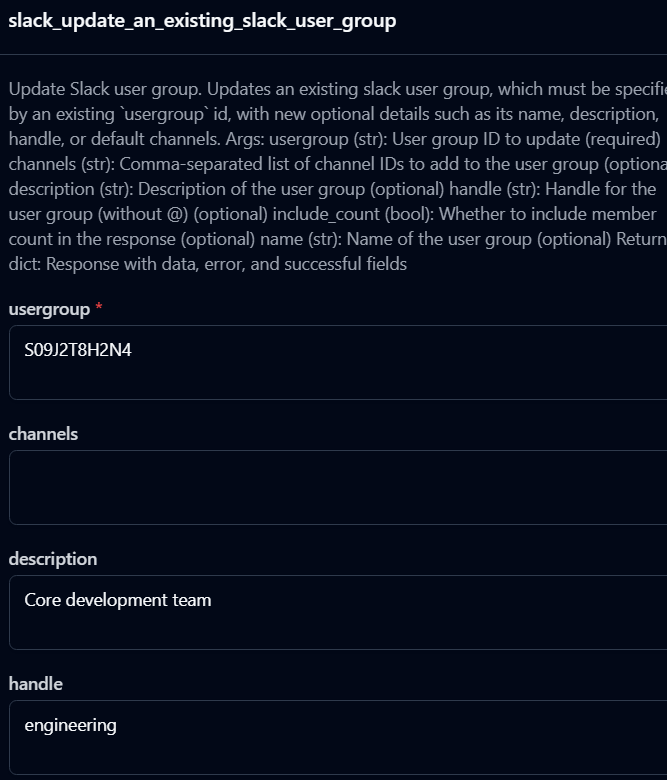 slack_update_an_existing_slack_user_group
Update Slack user group. Updates an existing slack user group, which must be specifie
by an existing `usergroup` id, with new optional details such as its name, description,
handle, or default channels. Args: usergroup (str): User group ID to update (required)
channels (str): Comma-separated list of channel IDs to add to the user group (optiona
description (str): Description of the user group (optional) handle (str): Handle for the
user group (without @) (optional) include_count (bool): Whether to include member
count in the response (optional) name (str): Name of the user group (optional) Return
dict: Response with data, error, and successful fields
usergroup *
S09J2T8H2N4
channels
description
Core development team
handle
engineering